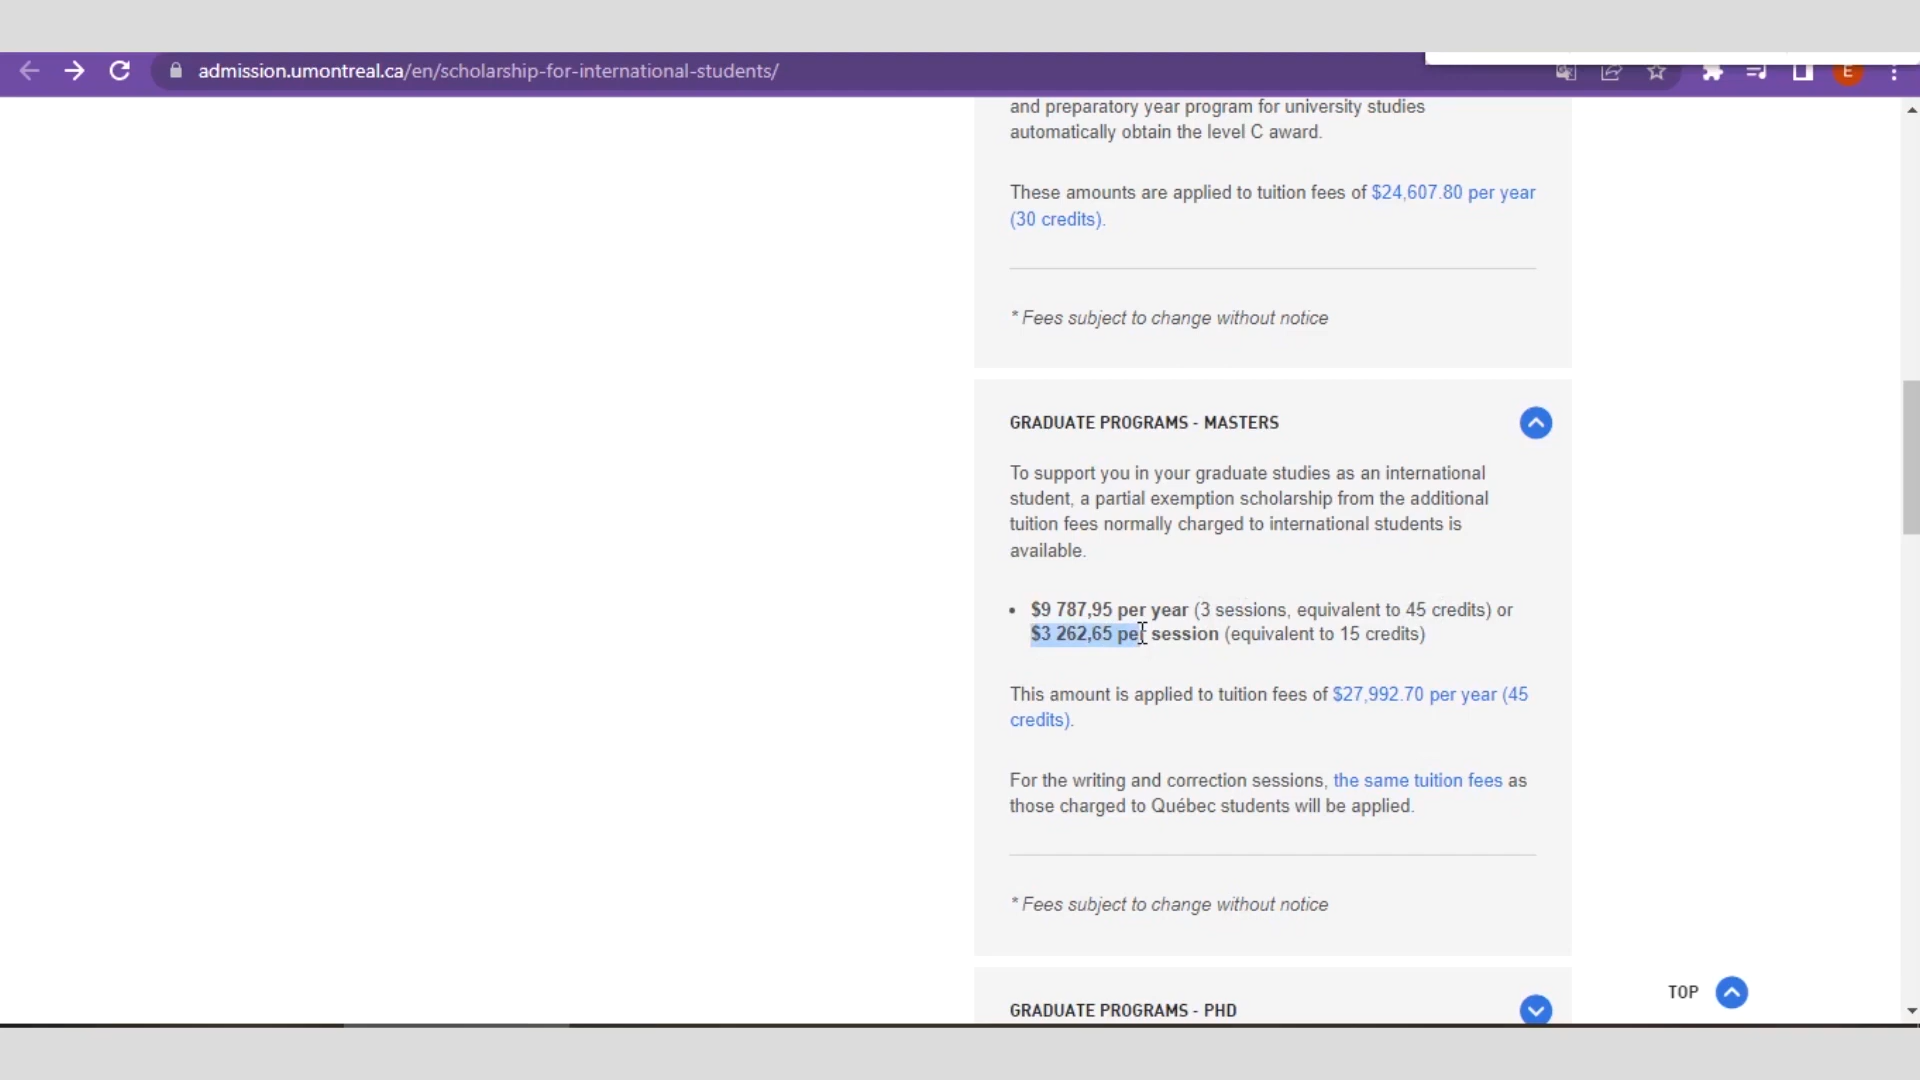 admission.umontreal.ca/en/scholarship-for-international-students/
E
and preparatory year program for university studies
automatically obtain the level C award.
These amounts are applied to tuition fees of $24,607.80 per year
(30 credits).
* Fees subject to change without notice
GRADUATE PROGRAMS - MASTERS
To support you in your graduate studies as an international
student, a partial exemption scholarship from the additional
tuition fees normally charged to international students is
available.
• $9 787,95 per year (3 sessions, equivalent to 45 credits) or
$3 262,65 per session (equivalent to 15 credits)
This amount is applied to tuition fees of $27,992.70 per year (45
credits).
For the writing and correction sessions, the same tuition fees as
those charged to Québec students will be applied.
* Fees subject to change without notice
TOP
GRADUATE PROGRAMS - PHD